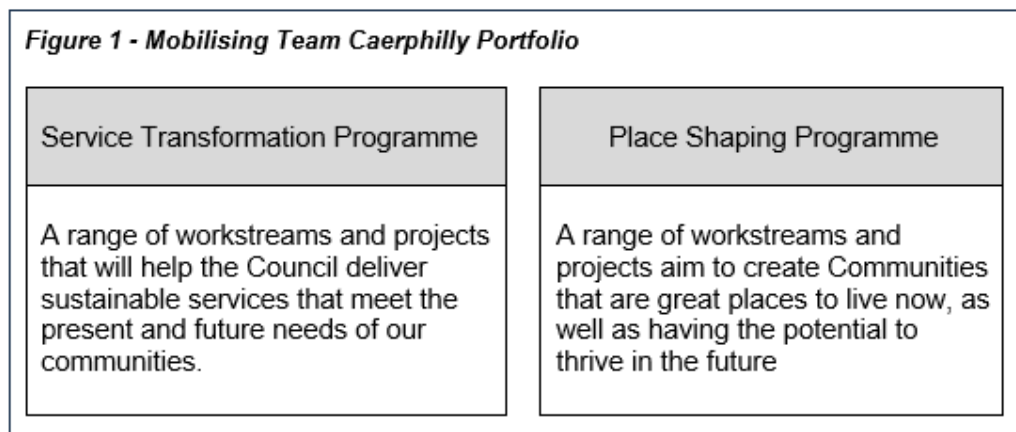 Figure 1 - Mobilising Team Caerphilly Portfolio
Service Transformation Programme
A range of workstreams and projects
that will help the Council deliver
sustainable services that meet the
present and future needs of our
communities.
Place Shaping Programme
A range of workstreams and
projects aim to create Communities
that are great places to live now, as
well as having the potential to
thrive in the future